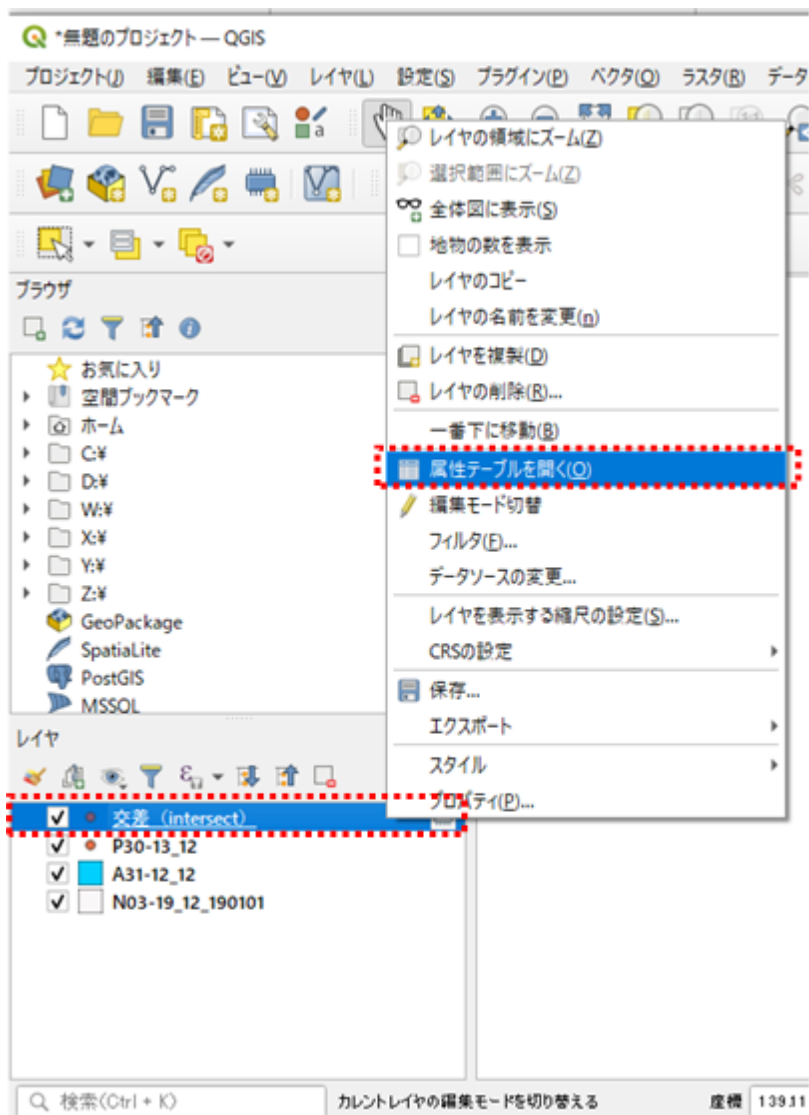 *無題のプロジェクト — QGIS
プロジェクト(J) 編集(E) ビュー(V) レイヤ(L) 設定(S) プラグイン(P) ベクタ(O) ラスタ(R) データ
a
レイヤの領域にズーム(Z)
選択範囲にズーム(Z)
全体図に表示(S)
地物の数を表示
レイヤのコピー
レイヤの名前を変更(n)
レイヤを複製(D)
レイヤの削除(R)...
一番下に移動(B)
属性テーブルを開く(O)
編集モード切替
フィルタ(F)...
データソースの変更...
レイヤを表示する縮尺の設定(S)...
CRSの設定
保存...
エクスポート
スタイル
プロパティ(P)...
ブラウザ
お気に入り
空間ブックマーク
ホーム
C:¥
D:¥
W:¥
X:¥
Y:¥
Z:¥
GeoPackage
SpatiaLite
PostGIS
MSSQL
レイヤ
交差（intersect）
P30-13_12
A31-12_12
N03-19_12_190101
検索(Ctrl + K) カレントレイヤの編集モードを切り替える 座標 139.11